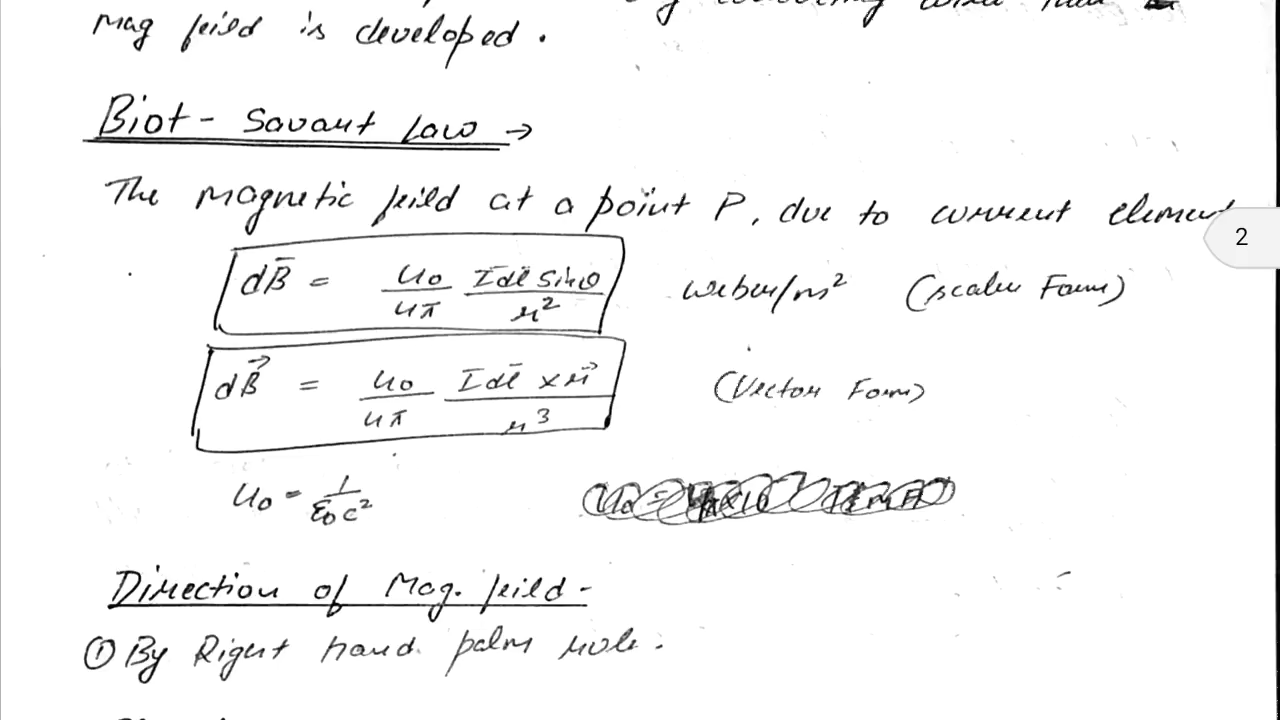 Mag feild is developed.
Biot - Savart Law →
The magnetic feild at a point P, due to current element
dB̄ = μ₀/4π Idl̄ sinθ/r² weber/m² (scalar Form)
2
dB⃗ = μ₀/4π Idl̄ × r⃗/r³ (Vector Form)
μ₀ = 1/ε₀c²
Direction of Mag. feild -
① By Right hand palm rule.